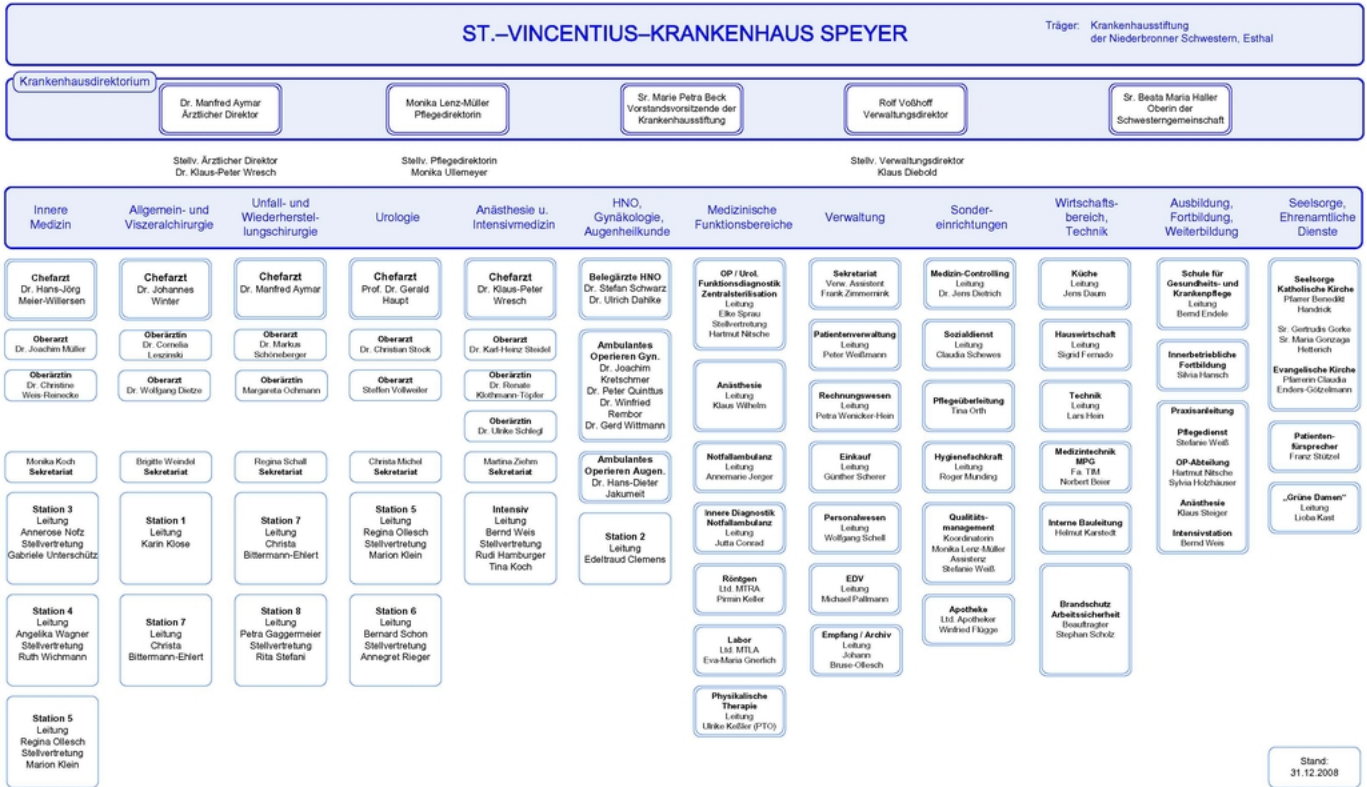 ST.–VINCENTIUS–KRANKENHAUS SPEYER
Träger: Krankenhausstiftung
der Niederbronner Schwestern, Esthal
Krankenhausdirektorium
Dr. Manfred Aymar
Ärztlicher Direktor
Monika Lenz-Müller
Pflegedirektorin
Sr. Marie Petra Beck
Vorstandsvorsitzende der
Krankenhausstiftung
Rolf Voßhoff
Verwaltungsdirektor
Sr. Beata Maria Haller
Oberin der
Schwesterngemeinschaft
Stellv. Ärztlicher Direktor
Dr. Klaus-Peter Wresch
Stellv. Pflegedirektorin
Monika Ullemeyer
Stellv. Verwaltungsdirektor
Klaus Diebold
Innere
Medizin
Allgemein- und
Viszeralchirurgie
Unfall- und
Wiederherstel-
lungschirurgie
Urologie
Anästhesie u.
Intensivmedizin
HNO,
Gynäkologie,
Augenheilkunde
Medizinische
Funktionsbereiche
Verwaltung
Sonder-
einrichtungen
Wirtschafts-
bereich,
Technik
Ausbildung,
Fortbildung,
Weiterbildung
Seelsorge,
Ehrenamtliche
Dienste
Chefarzt
Dr. Hans-Jörg
Meier-Willersen
Oberarzt
Dr. Joachim Müller
Oberärztin
Dr. Christine
Weis-Reinecke
Monika Koch
Sekretariat
Station 3
Leitung
Annerose Nofz
Stellvertretung
Gabriele Unterschütz
Station 4
Leitung
Angelika Wagner
Stellvertretung
Ruth Wichmann
Station 5
Leitung
Regina Ollesch
Stellvertretung
Marion Klein
Chefarzt
Dr. Johannes
Winter
Oberärztin
Dr. Cornelia
Leszinski
Oberarzt
Dr. Wolfgang Dietze
Brigitte Weindel
Sekretariat
Station 1
Leitung
Karin Klose
Station 7
Leitung
Christa
Bittermann-Ehlert
Chefarzt
Dr. Manfred Aymar
Oberarzt
Dr. Markus
Schöneberger
Oberärztin
Margareta Ochmann
Regina Schall
Sekretariat
Station 7
Leitung
Christa
Bittermann-Ehlert
Station 8
Leitung
Petra Gaggermeier
Stellvertretung
Rita Stefani
Chefarzt
Prof. Dr. Gerald
Haupt
Oberarzt
Dr. Christian Stock
Oberarzt
Steffen Vollweiler
Christa Michel
Sekretariat
Station 5
Leitung
Regina Ollesch
Stellvertretung
Marion Klein
Station 6
Leitung
Bernard Schon
Stellvertretung
Annegret Rieger
Chefarzt
Dr. Klaus-Peter
Wresch
Oberarzt
Dr. Karl-Heinz Steidel
Oberärztin
Dr. Renate
Klothmann-Töpfer
Oberärztin
Dr. Ulrike Schlegl
Martina Ziehm
Sekretariat
Intensiv
Leitung
Bernd Weis
Stellvertretung
Rudi Hamburger
Tina Koch
Belegärzte HNO
Dr. Stefan Schwarz
Dr. Ulrich Dahlke
Ambulantes
Operieren Gyn.
Dr. Joachim
Kretschmer
Dr. Peter Quinttus
Dr. Winfried
Rembor
Dr. Gerd Wittmann
Ambulantes
Operieren Augen.
Dr. Hans-Dieter
Jakumeit
Station 2
Leitung
Edeltraud Clemens
OP / Urol.
Funktionsdiagnostik
Zentralsterilisation
Leitung
Elke Sprau
Stellvertretung
Hartmut Nitsche
Anästhesie
Leitung
Klaus Wilhelm
Notfallambulanz
Leitung
Annemarie Jerger
Innere Diagnostik
Notfallambulanz
Leitung
Jutta Conrad
Röntgen
Ltd. MTRA
Pirmin Keller
Labor
Ltd. MTLA
Eva-Maria Gnerlich
Physikalische
Therapie
Leitung
Ulrike Keßler (PTO)
Sekretariat
Verw. Assistent
Frank Zimmernink
Patientenverwaltung
Leitung
Peter Weißmann
Rechnungswesen
Leitung
Petra Wenicker-Hein
Einkauf
Leitung
Günther Scherer
Personalwesen
Leitung
Wolfgang Schell
EDV
Leitung
Michael Pallmann
Empfang / Archiv
Leitung
Johann
Bruse-Ollesch
Medizin-Controlling
Leitung
Dr. Jens Dietrich
Sozialdienst
Leitung
Claudia Schewes
Pflegeüberleitung
Tina Orth
Hygienefachkraft
Leitung
Roger Munding
Qualitäts-
management
Koordinatorin
Monika Lenz-Müller
Assistenz
Stefanie Weiß
Apotheke
Ltd. Apotheker
Winfried Flügge
Küche
Leitung
Jens Daum
Hauswirtschaft
Leitung
Sigrid Fernado
Technik
Leitung
Lars Hein
Medizintechnik
MPG
Fa. TIM
Norbert Beier
Interne Bauleitung
Helmut Karstedt
Brandschutz
Arbeitssicherheit
Beauftragter
Stephan Scholz
Schule für
Gesundheits- und
Krankenpflege
Leitung
Bernd Endele
Innerbetriebliche
Fortbildung
Silvia Hansch
Praxisanleitung
Pflegedienst
Stefanie Weiß
OP-Abteilung
Hartmut Nitsche
Sylvia Holzhäuser
Anästhesie
Klaus Steiger
Intensivstation
Bernd Weis
Seelsorge
Katholische Kirche
Pfarrer Benedikt
Handrick
Sr. Gertrudis Gorke
Sr. Maria Gonzaga
Hetterich
Evangelische Kirche
Pfarrerin Claudia
Enders-Götzelmann
Patienten-
fürsprecher
Franz Stützel
„Grüne Damen"
Leitung
Lioba Kast
Stand:
31.12.2008